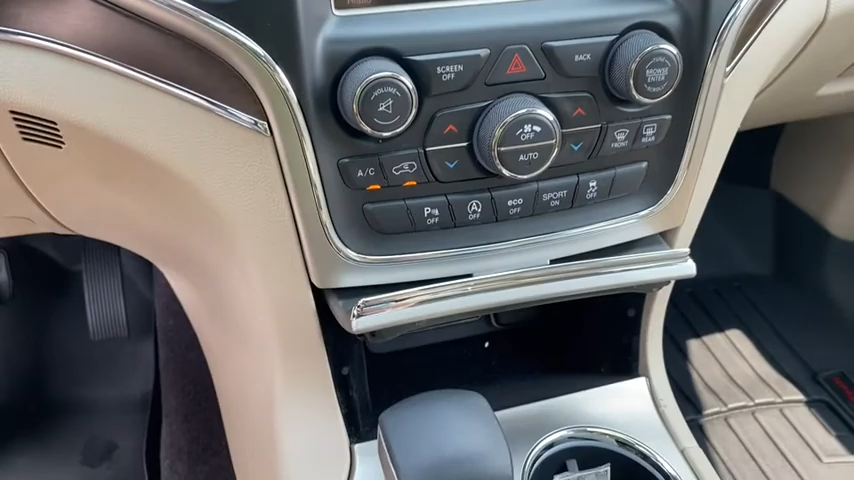 VOLUME
SCREEN
OFF
BACK
BROWSE
ENTER
OFF
AUTO
FRONT
REAR
A/C
P
OFF
A
OFF
eco
OFF
SPORT
ON
OFF